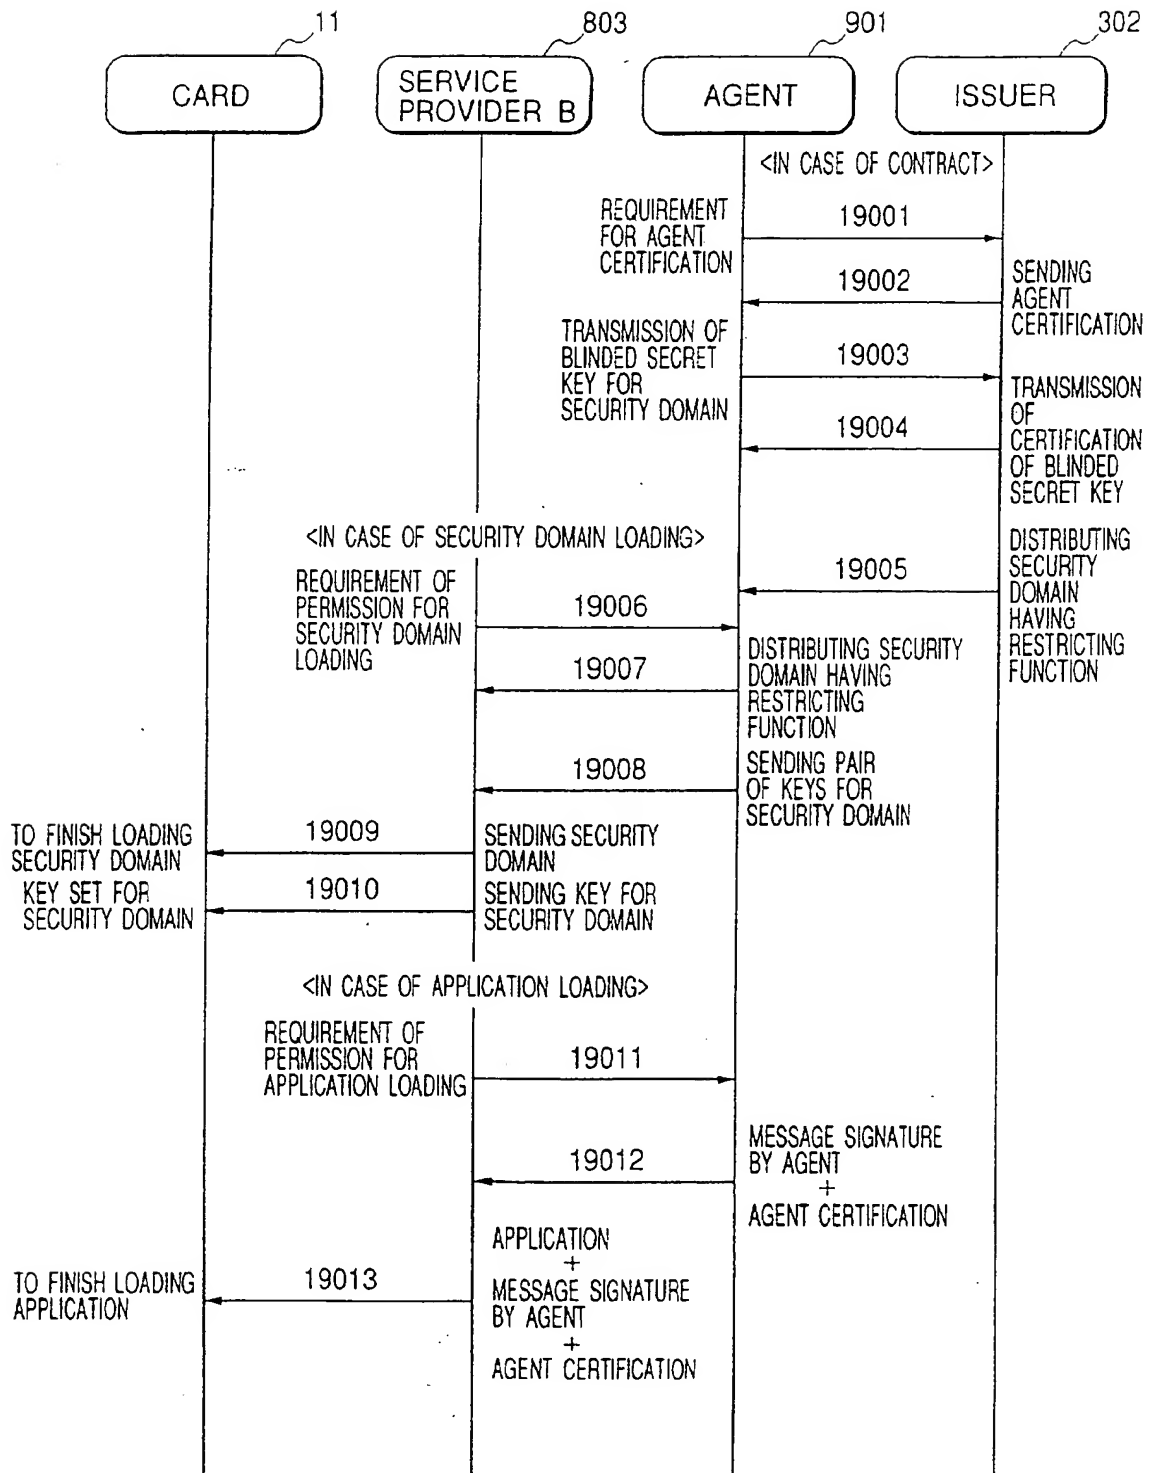 11
803
901
302
CARD
SERVICE
PROVIDER B
AGENT
ISSUER
<IN CASE OF CONTRACT>
REQUIREMENT
FOR AGENT
CERTIFICATION
19001
19002
SENDING
AGENT
CERTIFICATION
TRANSMISSION OF
BLINDED SECRET
KEY FOR
SECURITY DOMAIN
19003
19004
TRANSMISSION
OF
CERTIFICATION
OF BLINDED
SECRET KEY
<IN CASE OF SECURITY DOMAIN LOADING>
19005
DISTRIBUTING
SECURITY
DOMAIN
HAVING
RESTRICTING
FUNCTION
REQUIREMENT OF
PERMISSION FOR
SECURITY DOMAIN
LOADING
19006
19007
DISTRIBUTING SECURITY
DOMAIN HAVING
RESTRICTING
FUNCTION
19008
SENDING PAIR
OF KEYS FOR
SECURITY DOMAIN
TO FINISH LOADING
SECURITY DOMAIN
19009
SENDING SECURITY
DOMAIN
KEY SET FOR
SECURITY DOMAIN
19010
SENDING KEY FOR
SECURITY DOMAIN
<IN CASE OF APPLICATION LOADING>
REQUIREMENT OF
PERMISSION FOR
APPLICATION LOADING
19011
19012
MESSAGE SIGNATURE
BY AGENT
+
AGENT CERTIFICATION
TO FINISH LOADING
APPLICATION
19013
APPLICATION
+
MESSAGE SIGNATURE
BY AGENT
+
AGENT CERTIFICATION